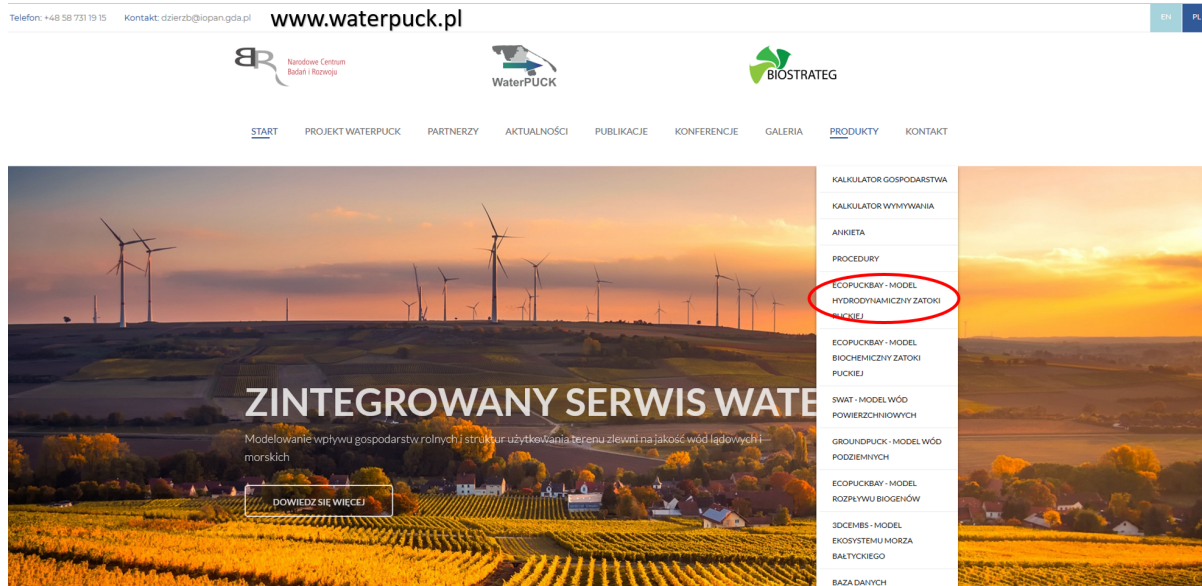 Telefon: +48 58 731 19 15 Kontakt: dzierzb@iopan.gda.pl www.waterpuck.pl EN PL
BR Narodowe Centrum
Badań i Rozwoju
WaterPUCK
BIOSTRATEG
START PROJEKT WATERPUCK PARTNERZY AKTUALNOŚCI PUBLIKACJE KONFERENCJE GALERIA PRODUKTY KONTAKT
KALKULATOR GOSPODARSTWA
KALKULATOR WYMYWANIA
ANKIETA
PROCEDURY
ECOPUCKBAY - MODEL
HYDRODYNAMICZNY ZATOKI
PUCKIEJ
ECOPUCKBAY - MODEL
BIOCHEMICZNY ZATOKI
PUCKIEJ
SWAT - MODEL WÓD
POWIERZCHNIOWYCH
GROUNDPUCK - MODEL WÓD
PODZIEMNYCH
ECOPUCKBAY - MODEL
ROZPŁYWU BIOGENÓW
3DCEMBS - MODEL
EKOSYSTEMU MORZA
BAŁTYCKIEGO
BAZA DANYCH
ZINTEGROWANY SERWIS WATE
Modelowanie wpływu gospodarstw rolnych i struktur użytkowania terenu zlewni na jakość wód lądowych i
morskich
DOWIEDZ SIĘ WIĘCEJ